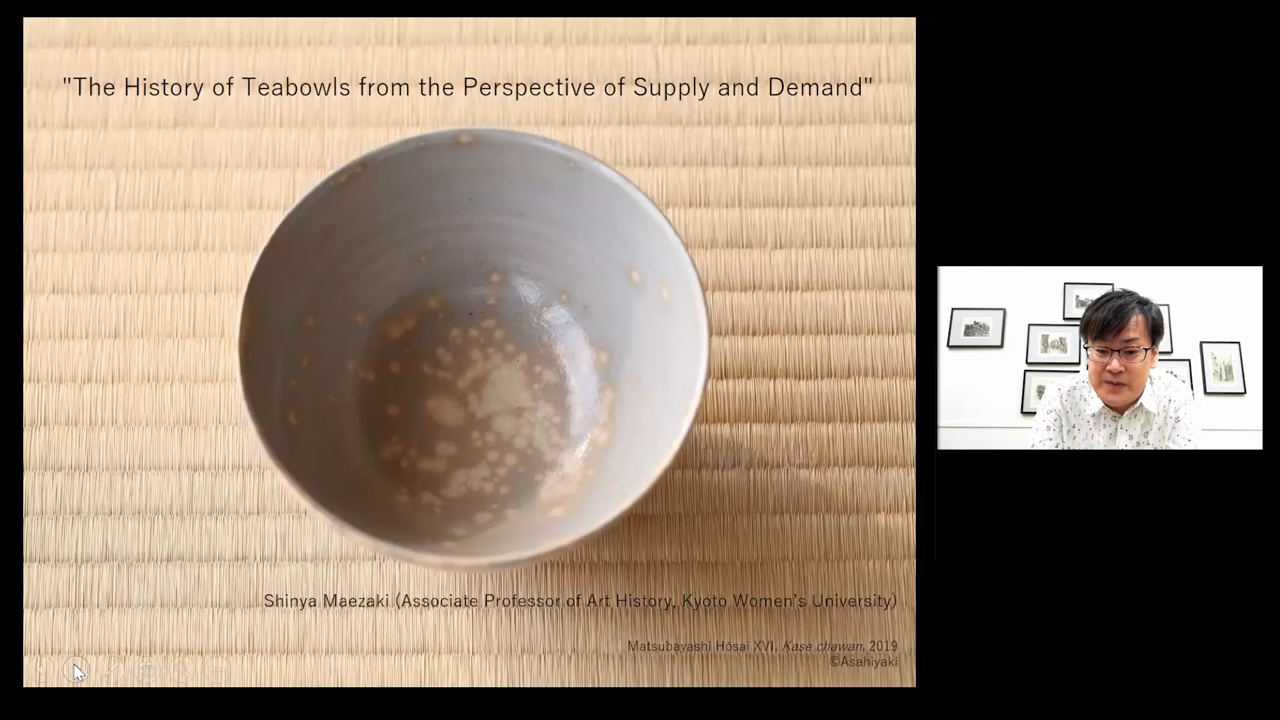 "The History of Teabowls from the Perspective of Supply and Demand"
Shinya Maezaki (Associate Professor of Art History, Kyoto Women's University)
Matsubayashi Hōsai XVI, Kase chawan, 2019
©Asahiyaki